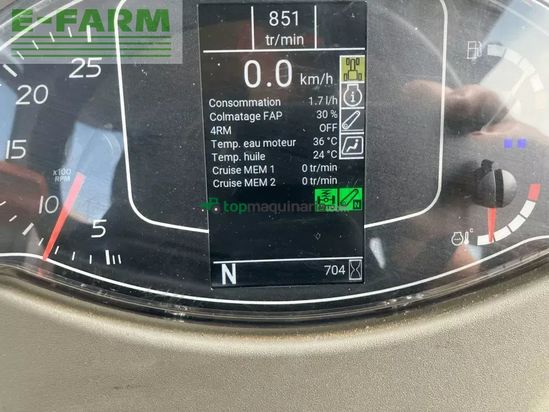 E-FARM
851
tr/min
0.0 km/h
Consommation 1.7 l/h
Colmatage FAP 30 %
4RM OFF
Temp. eau moteur 36 °C
Temp. huile 24 °C
Cruise MEM 1 0 tr/min
Cruise MEM 2 0 tr/min
N
N 704
25
20
15
x100
RPM
10
5